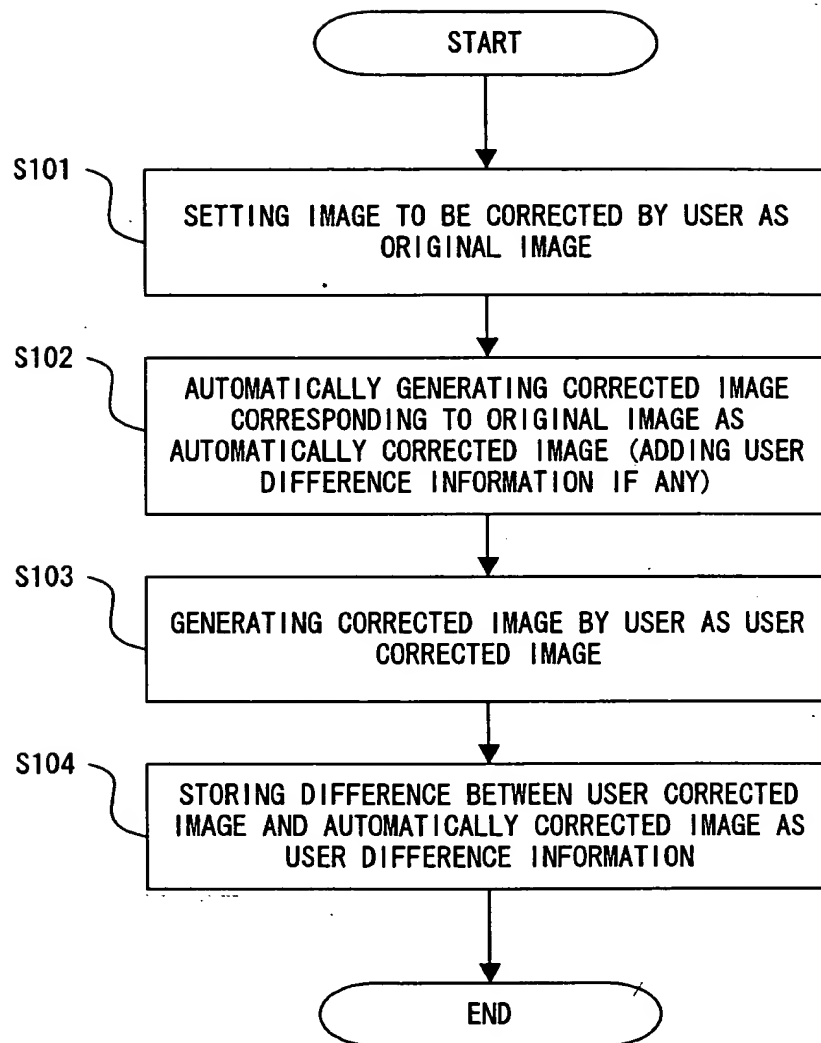 START
S101
SETTING IMAGE TO BE CORRECTED BY USER AS
ORIGINAL IMAGE
S102
AUTOMATICALLY GENERATING CORRECTED IMAGE
CORRESPONDING TO ORIGINAL IMAGE AS
AUTOMATICALLY CORRECTED IMAGE (ADDING USER
DIFFERENCE INFORMATION IF ANY)
S103
GENERATING CORRECTED IMAGE BY USER AS USER
CORRECTED IMAGE
S104
STORING DIFFERENCE BETWEEN USER CORRECTED
IMAGE AND AUTOMATICALLY CORRECTED IMAGE AS
USER DIFFERENCE INFORMATION
END